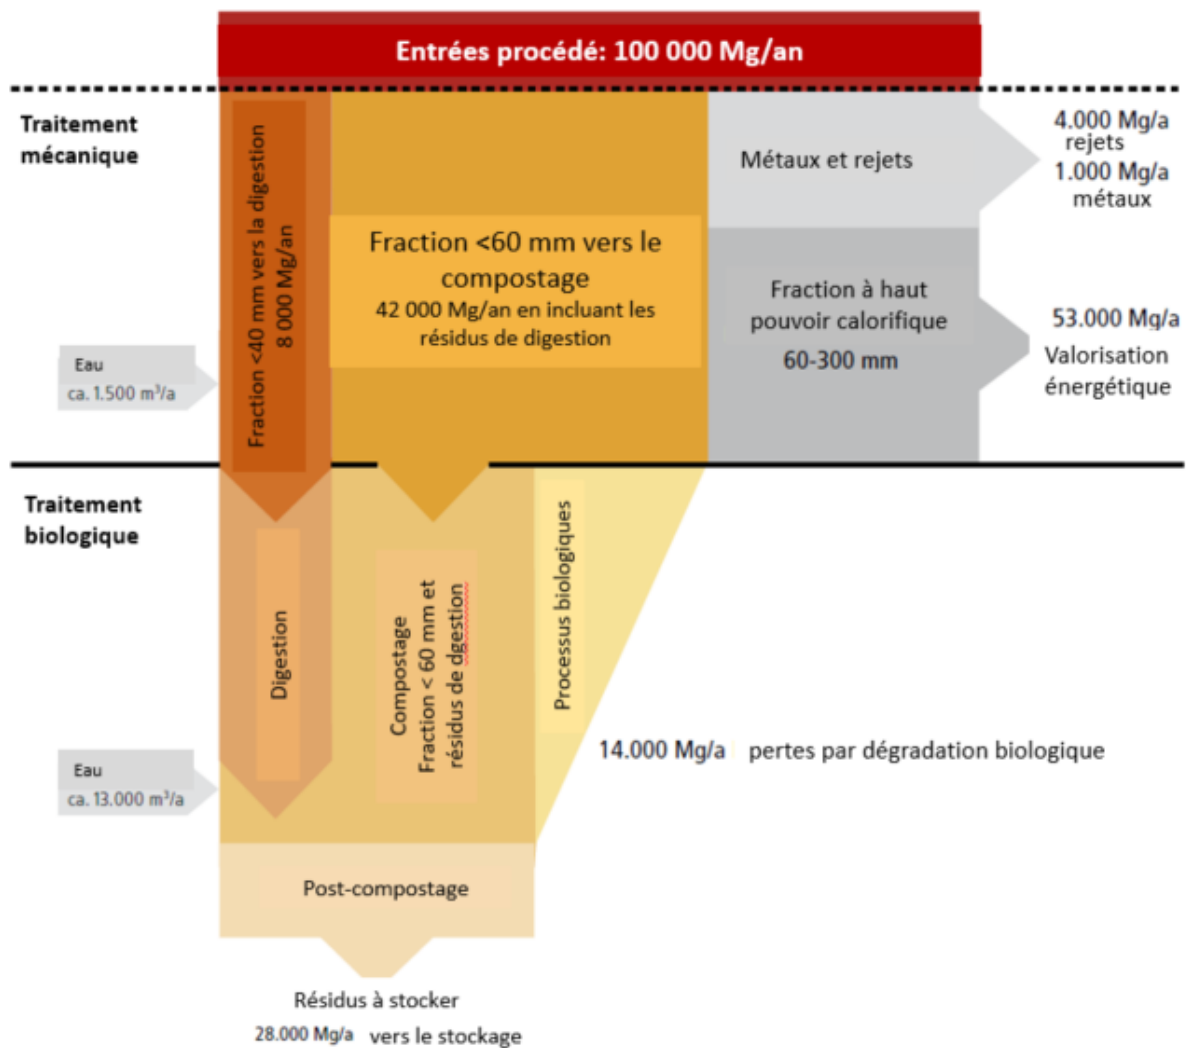 Entrées procédé: 100 000 Mg/an
Traitement
mécanique
Fraction <40 mm vers la digestion
8 000 Mg/an
Fraction <60 mm vers le
compostage
42 000 Mg/an en incluant les
résidus de digestion
Métaux et rejets
4.000 Mg/a
rejets
1.000 Mg/a
métaux
Fraction à haut
pouvoir calorifique
60-300 mm
53.000 Mg/a
Valorisation
énergétique
Eau
ca. 1.500 m³/a
Traitement
biologique
Digestion
Compostage
Fraction < 60 mm et
résidus de dgestion
Processus biologiques
14.000 Mg/a pertes par dégradation biologique
Eau
ca. 13.000 m³/a
Post-compostage
Résidus à stocker
28.000 Mg/a vers le stockage